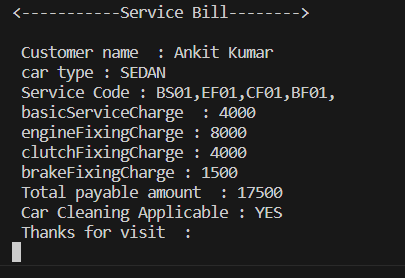 <-----------Service Bill-------->
Customer name  : Ankit Kumar
car type : SEDAN
Service Code : BS01,EF01,CF01,BF01,
basicServiceCharge  : 4000
engineFixingCharge : 8000
clutchFixingCharge : 4000
brakeFixingCharge : 1500
Total payable amount  : 17500
Car Cleaning Applicable : YES
Thanks for visit  :